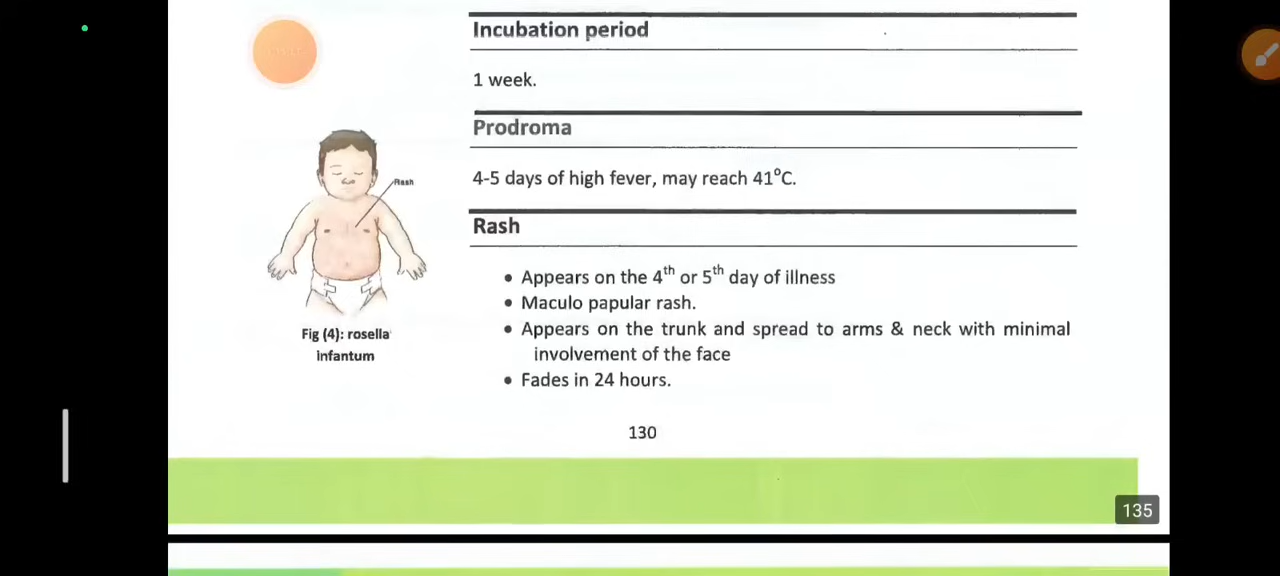 Incubation period
1 week.
Prodroma
4-5 days of high fever, may reach 41°C.
Rash
Rash
• Appears on the 4th or 5th day of illness
• Maculo papular rash.
• Appears on the trunk and spread to arms & neck with minimal
involvement of the face
• Fades in 24 hours.
Fig (4): rosella
infantum
130
135